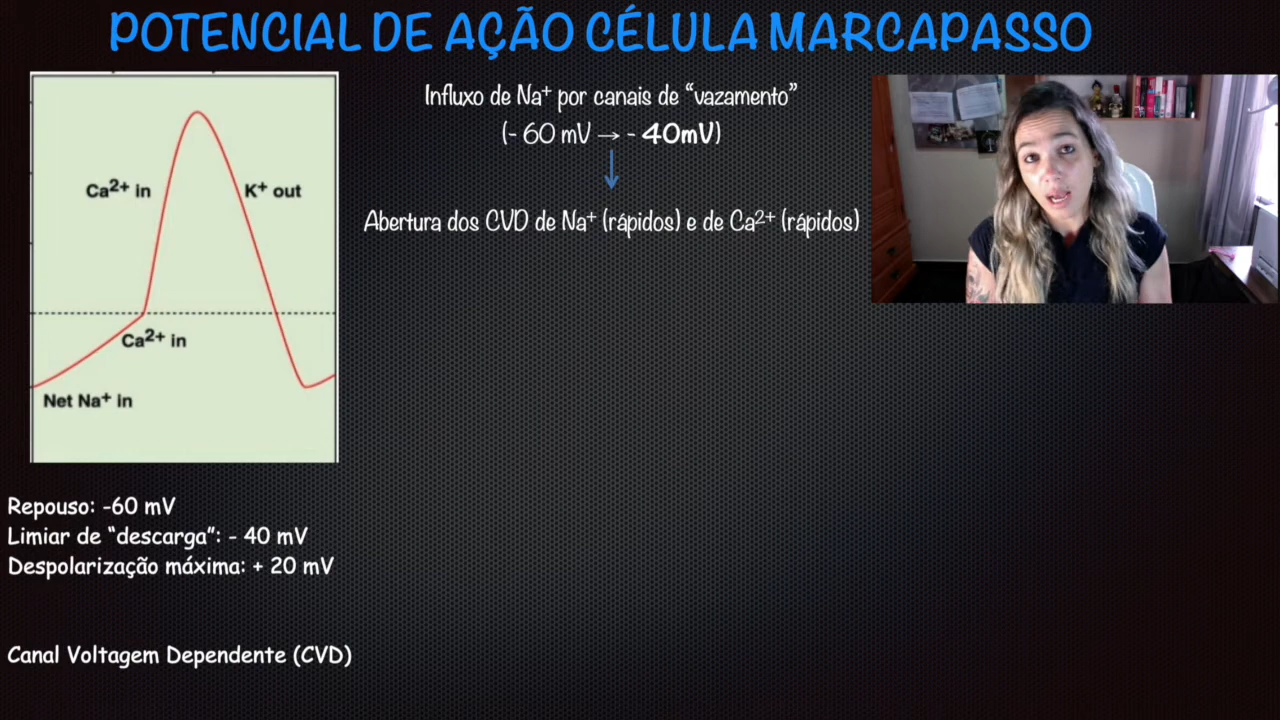 POTENCIAL DE AÇÃO CÉLULA MARCAPASSO
Influxo de Na⁺ por canais de “vazamento”
(- 60 mV → - 40mV)
Abertura dos CVD de Na⁺ (rápidos) e de Ca²⁺ (rápidos)
Ca²⁺ in
K⁺ out
Ca²⁺ in
Net Na⁺ in
Repouso: -60 mV
Limiar de “descarga”: - 40 mV
Despolarização máxima: + 20 mV
Canal Voltagem Dependente (CVD)